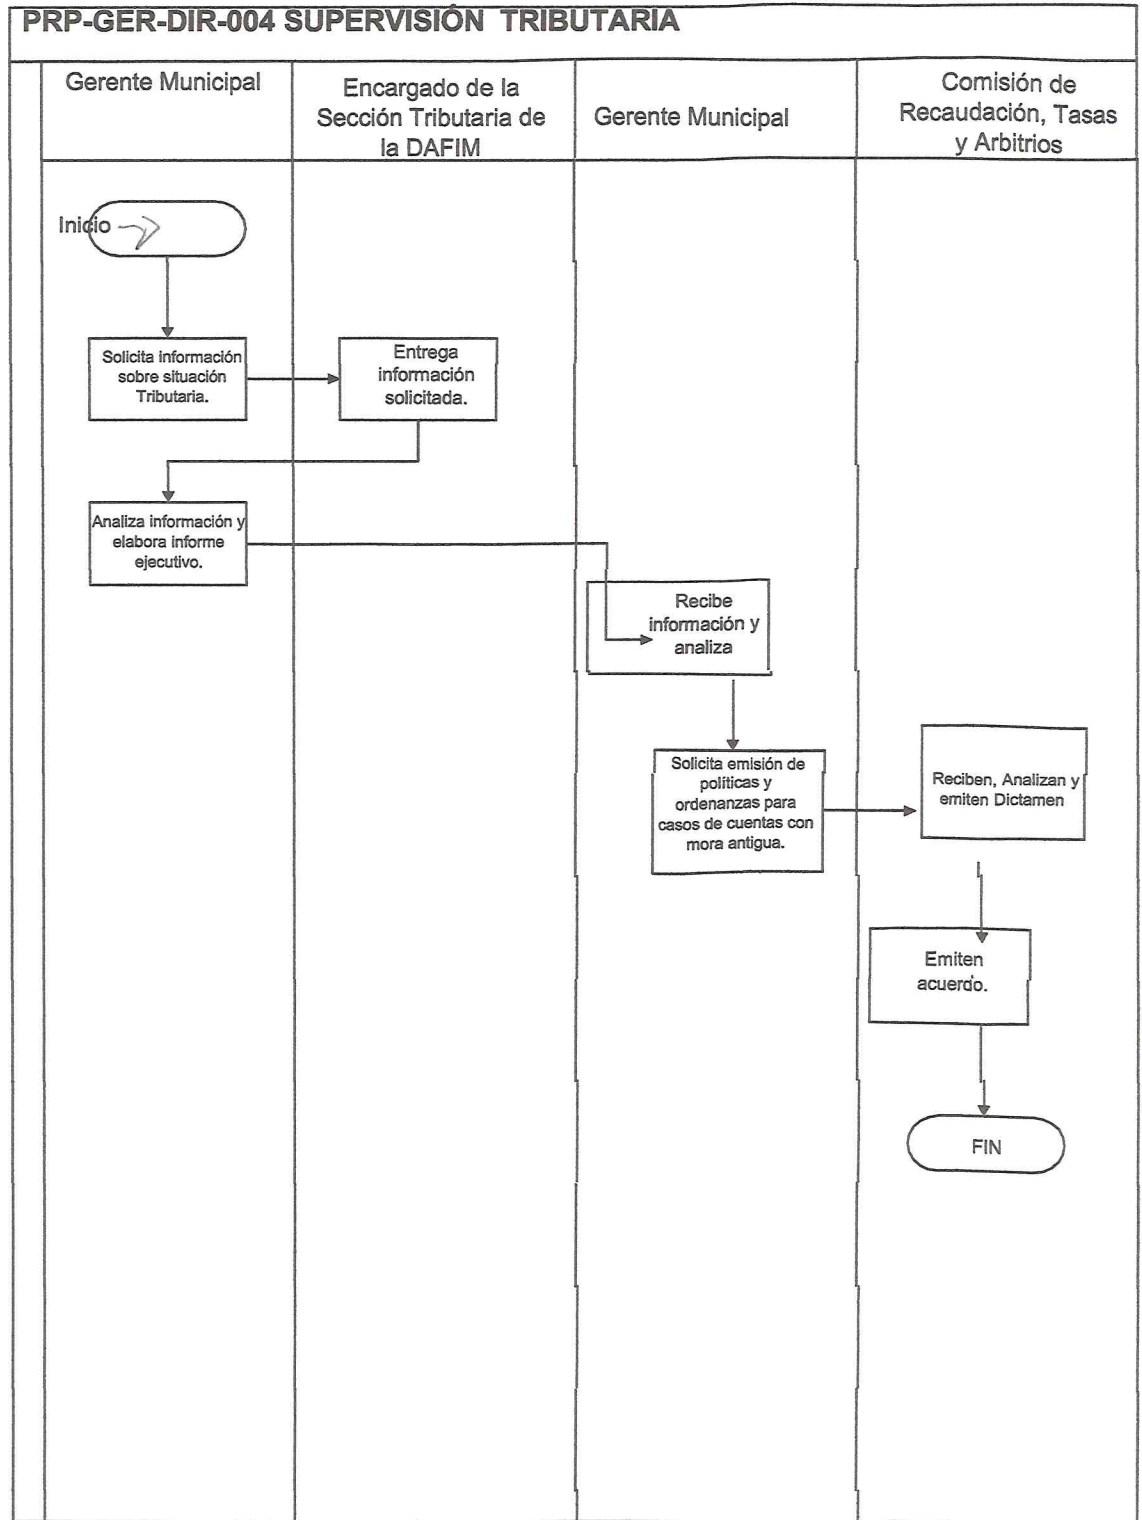 PRP-GER-DIR-004 SUPERVISIÓN TRIBUTARIA
Gerente Municipal
Encargado de la
Sección Tributaria de
la DAFIM
Gerente Municipal
Comisión de
Recaudación, Tasas
y Arbitrios
Inicio
Solicita información
sobre situación
Tributaria.
Entrega
información
solicitada.
Analiza información y
elabora informe
ejecutivo.
Recibe
información y
analiza
Solicita emisión de
políticas y
ordenanzas para
casos de cuentas con
mora antigua.
Reciben, Analizan y
emiten Dictamen
Emiten
acuerdo.
FIN